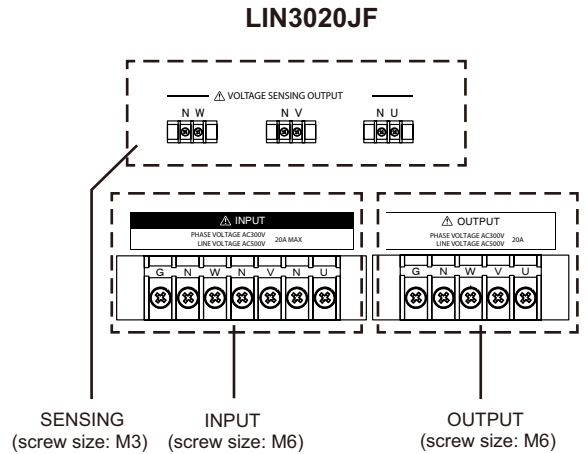 LIN3020JF
⚠ VOLTAGE SENSING OUTPUT
N W N V N U
⚠ INPUT
PHASE VOLTAGE AC300V
LINE VOLTAGE AC500V 20A MAX
G N W N V N U
⚠ OUTPUT
PHASE VOLTAGE AC300V
LINE VOLTAGE AC500V 20A
G N W V U
SENSING
(screw size: M3)
INPUT
(screw size: M6)
OUTPUT
(screw size: M6)